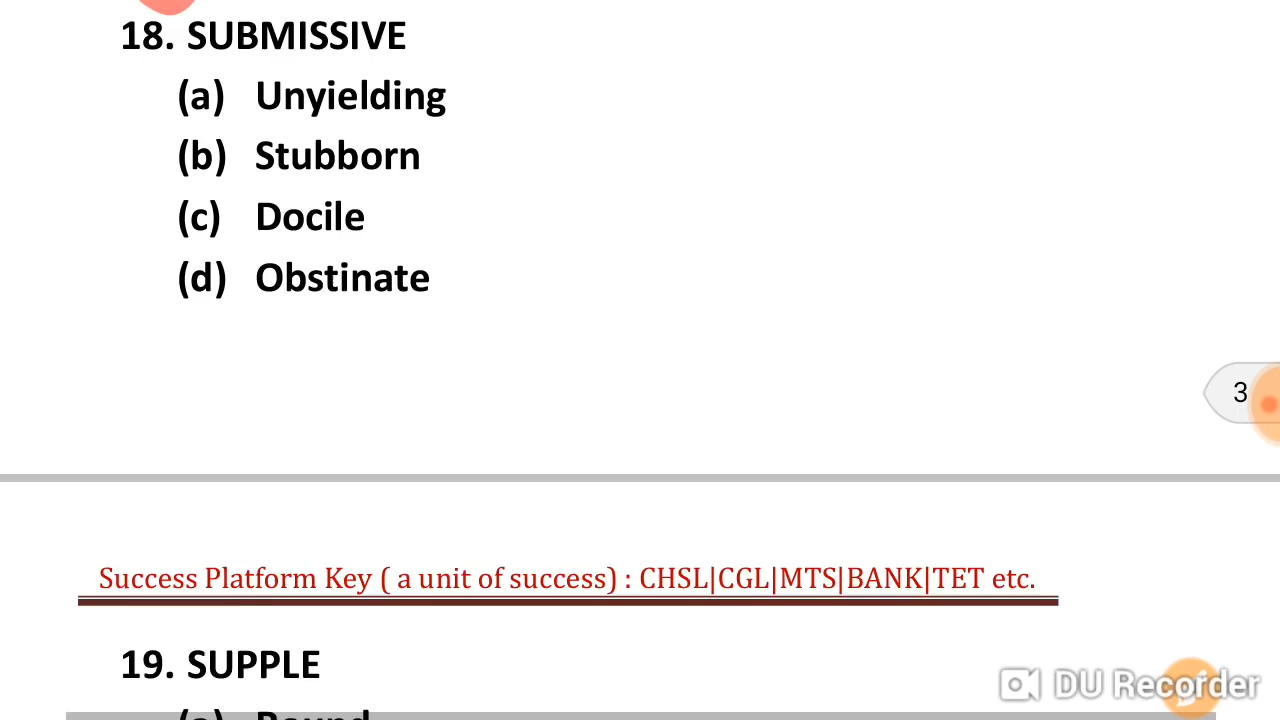 18. SUBMISSIVE
(a) Unyielding
(b) Stubborn
(c) Docile
(d) Obstinate
3
Success Platform Key ( a unit of success) : CHSL|CGL|MTS|BANK|TET etc.
19. SUPPLE
DU Recorder
(a) Round